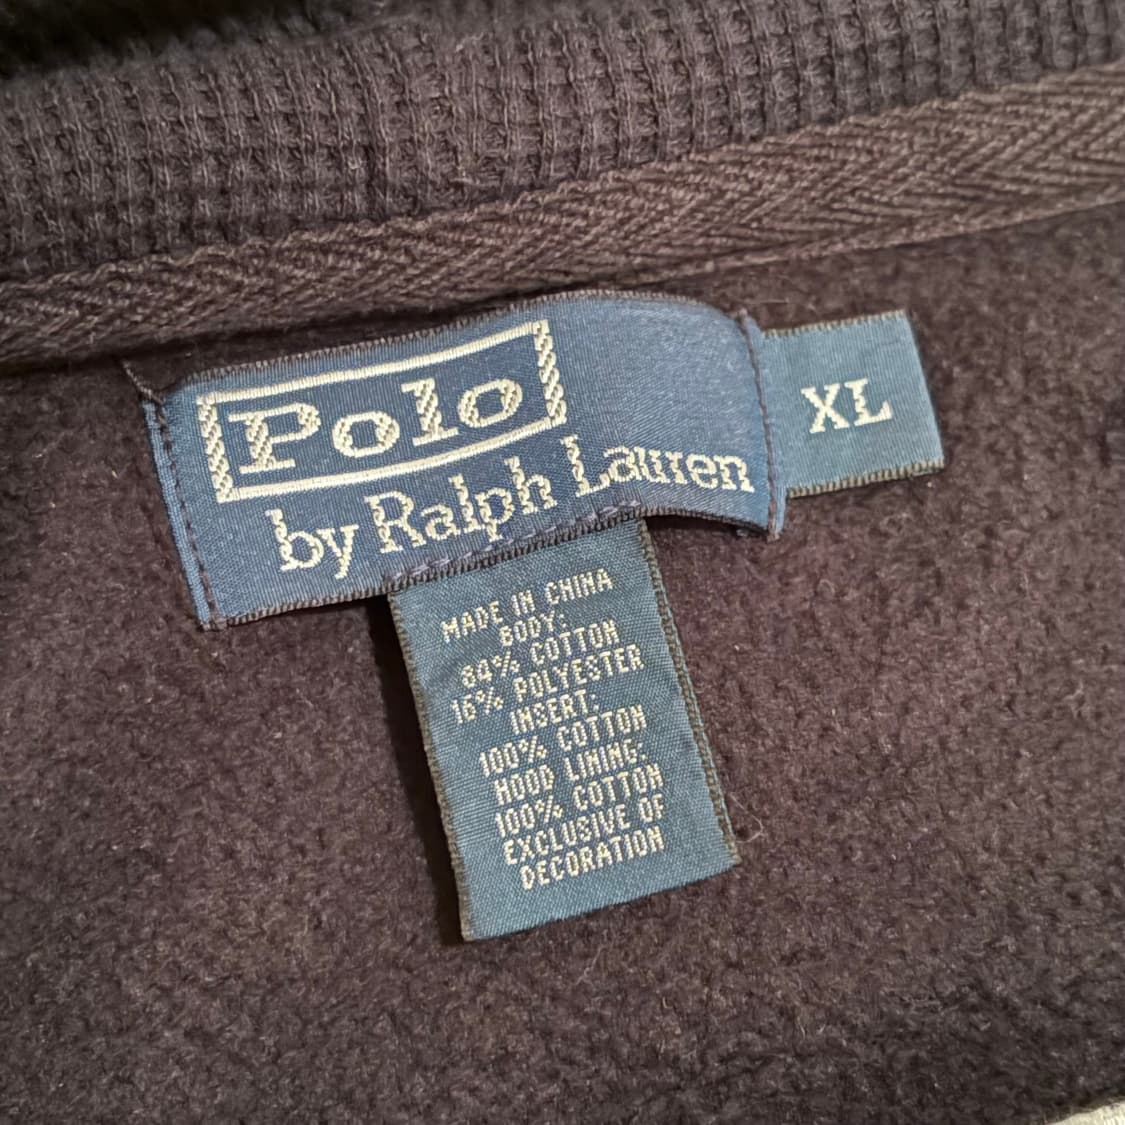 Polo
by Ralph Lauren
XL
MADE IN CHINA
BODY:
84% COTTON
16% POLYESTER
INSERT:
100% COTTON
HOOD LINING:
100% COTTON
EXCLUSIVE OF
DECORATION